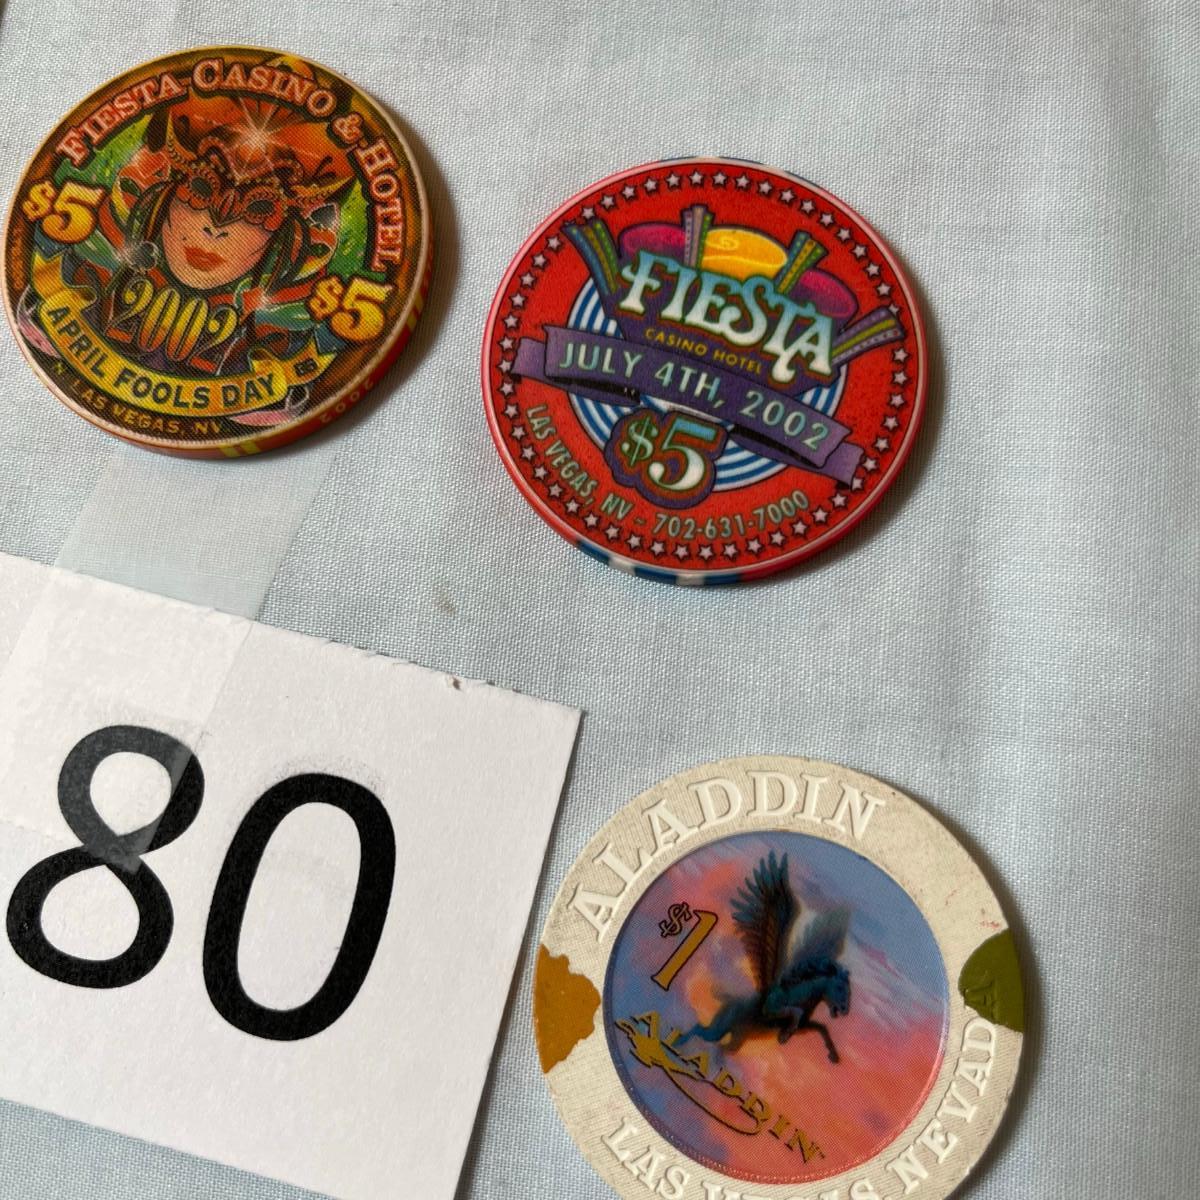 FIESTA CASINO & HOTEL
$5
$5
2002
APRIL FOOLS DAY
N. LAS VEGAS, NV
2002
FIESTA
CASINO HOTEL
JULY 4TH, 2002
$5
LAS VEGAS, NV - 702-631-7000
80
ALADDIN
$1
ALADDIN
LAS VEGAS, NEVADA